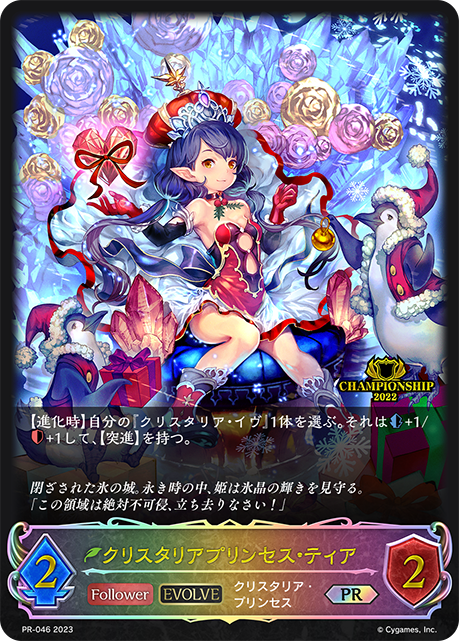 CHAMPIONSHIP
2022
【進化時】自分の『クリスタリア・イヴ』1体を選ぶ。それは+1/
+1して、【突進】を持つ。
閉ざされた氷の城。永き時の中、姫は氷晶の輝きを見守る。
「この領域は絶対不可侵、立ち去りなさい！」
2
クリスタリアプリンセス・ティア
2
Follower
EVOLVE
クリスタリア・
プリンセス
PR
PR-046 2023
© Cygames, Inc.